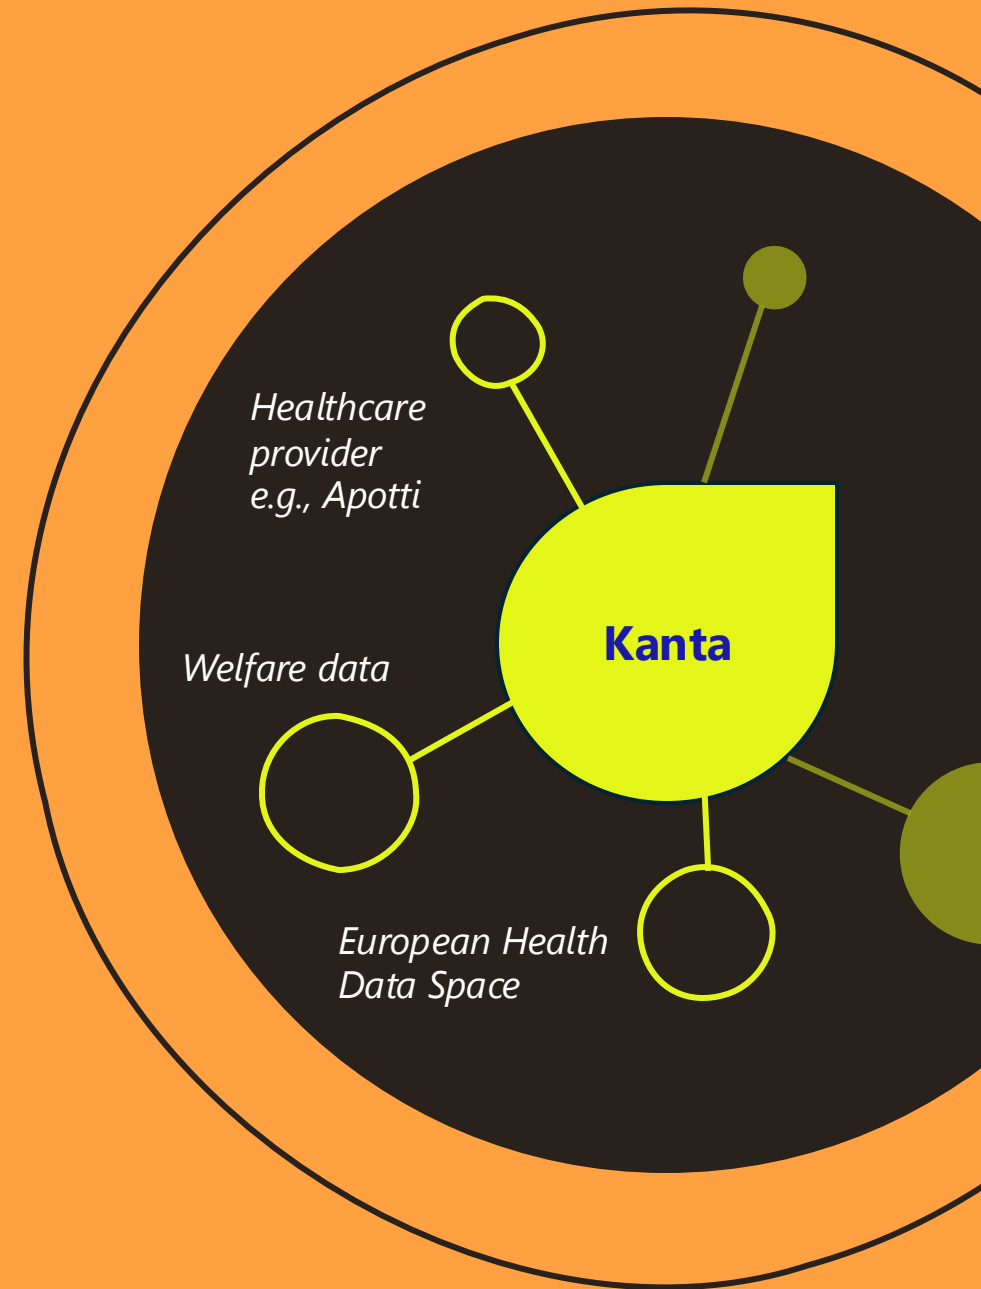 Healthcare
provider
e.g., Apotti
Kanta
Welfare data
European Health
Data Space